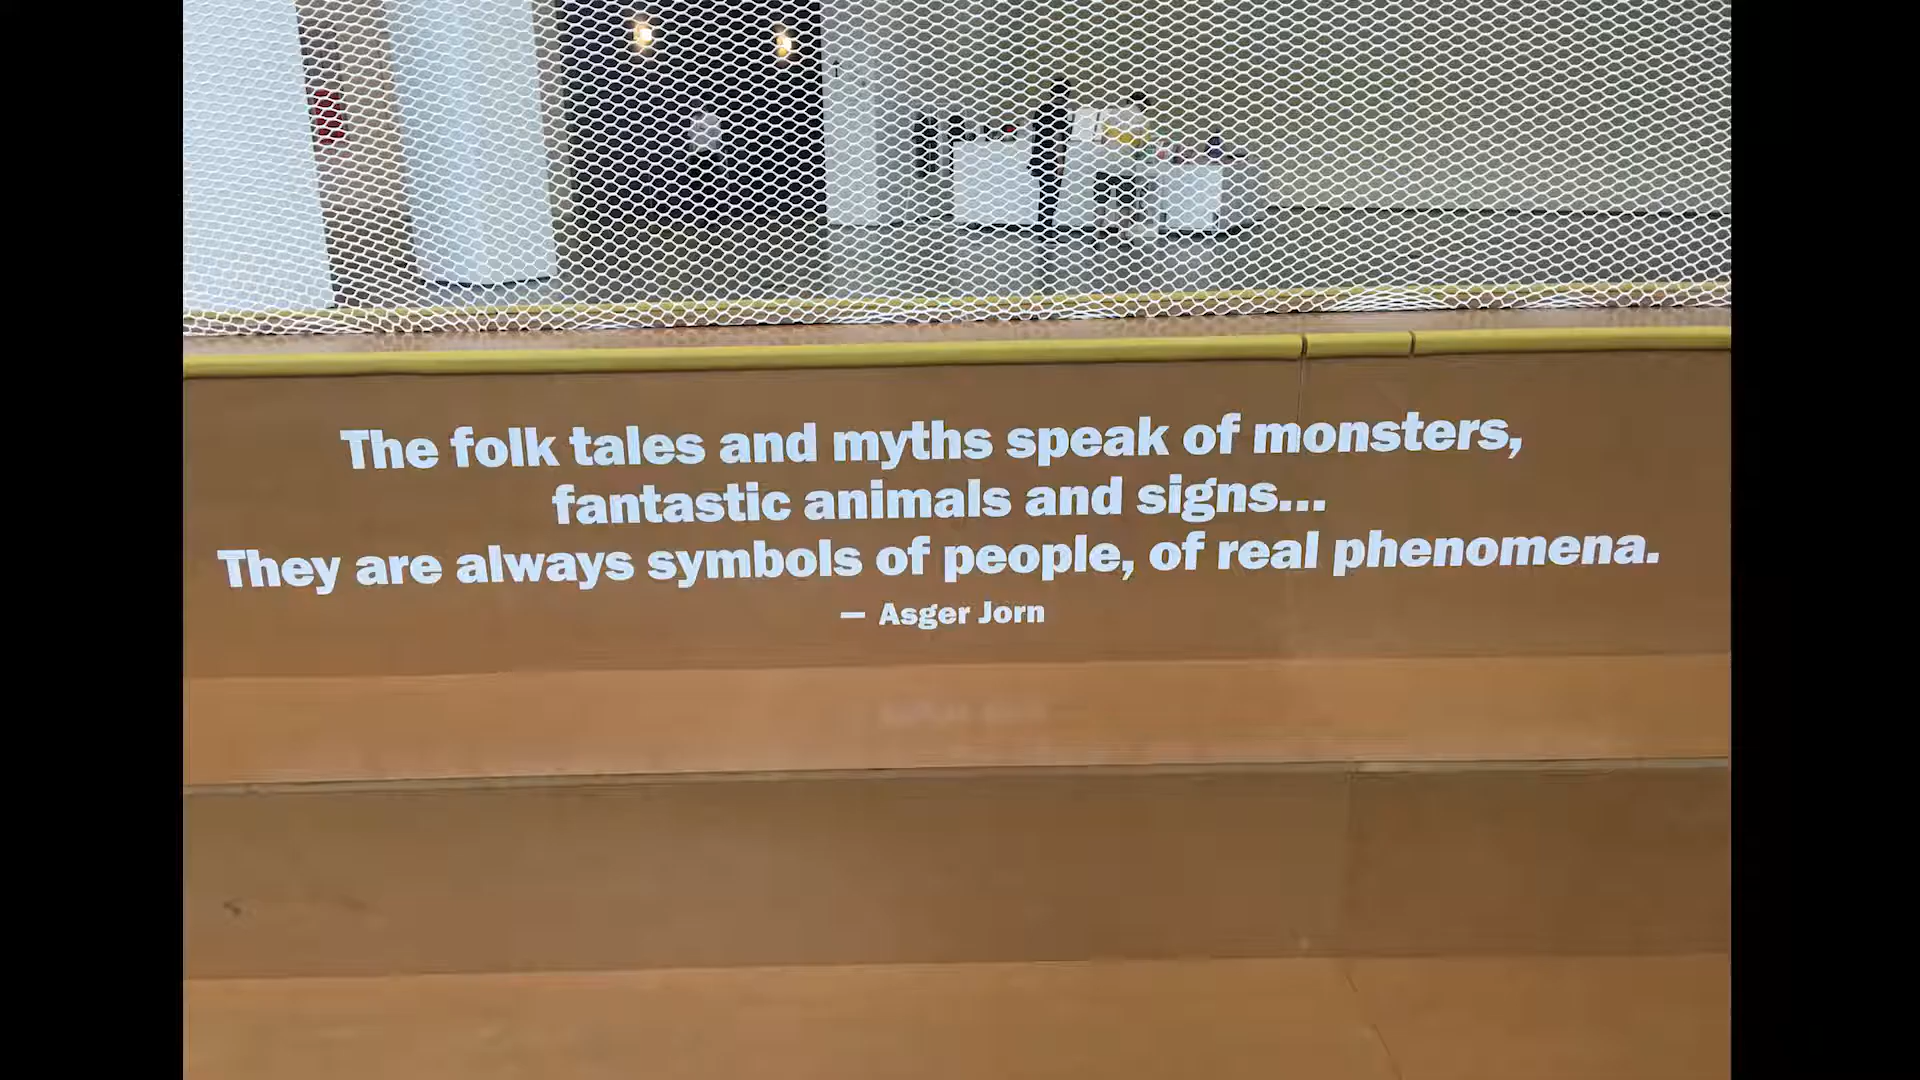 The folk tales and myths speak of monsters,
fantastic animals and signs...
They are always symbols of people, of real phenomena.
— Asger Jorn